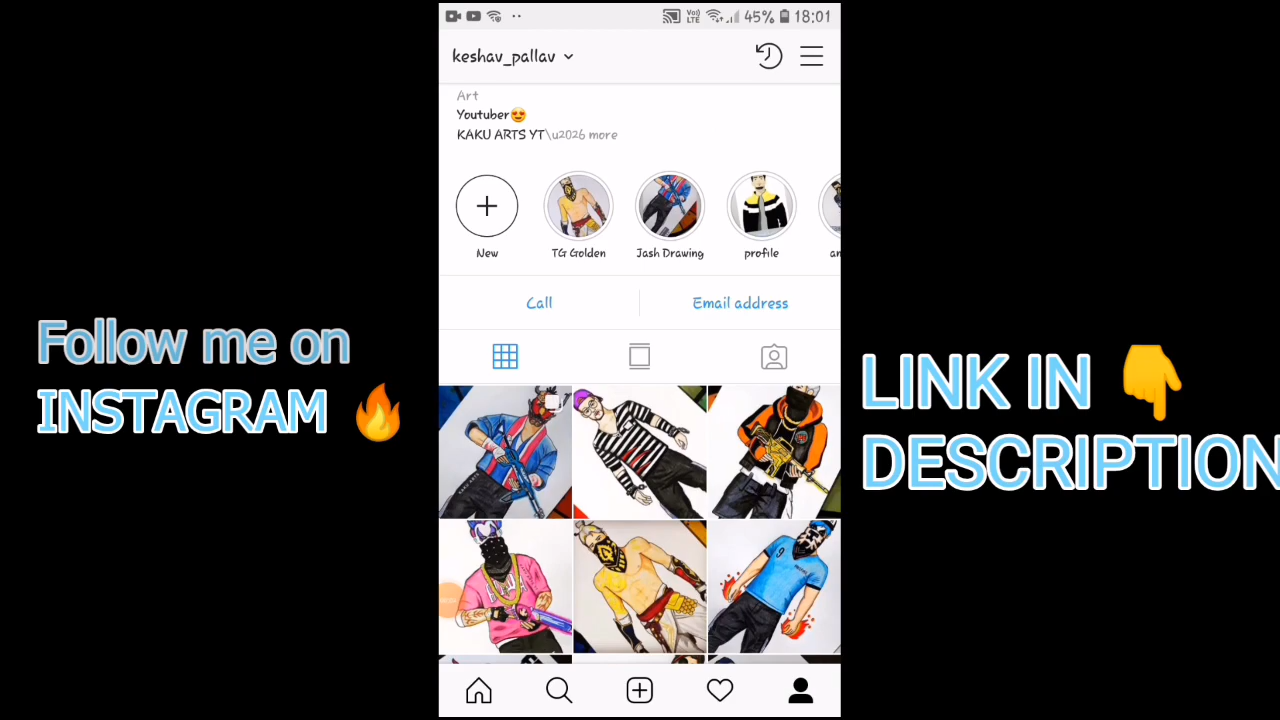 45% 18:01
keshav_pallav
Art
Youtuber😍
KAKU ARTS YT\u2026 more
New
TG Golden
Jash Drawing
profile
an
Call
Email address
Follow me on
INSTAGRAM 🔥
LINK IN 👇
DESCRIPTION